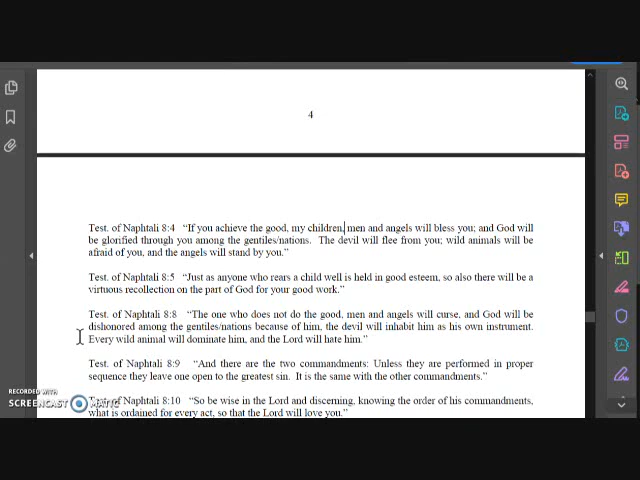 4
Test. of Naphtali 8:4 “If you achieve the good, my children, men and angels will bless you; and God will
be glorified through you among the gentiles/nations. The devil will flee from you; wild animals will be
afraid of you, and the angels will stand by you.”
Test. of Naphtali 8:5 “Just as anyone who rears a child well is held in good esteem, so also there will be a
virtuous recollection on the part of God for your good work.”
Test. of Naphtali 8:8 “The one who does not do the good, men and angels will curse, and God will be
dishonored among the gentiles/nations because of him, the devil will inhabit him as his own instrument.
Every wild animal will dominate him, and the Lord will hate him.”
Test. of Naphtali 8:9 “And there are the two commandments: Unless they are performed in proper
sequence they leave one open to the greatest sin. It is the same with the other commandments.”
Test. of Naphtali 8:10 “So be wise in the Lord and discerning, knowing the order of his commandments,
what is ordained for every act, so that the Lord will love you.”
RECORDED WITH
SCREENCAST MATIC